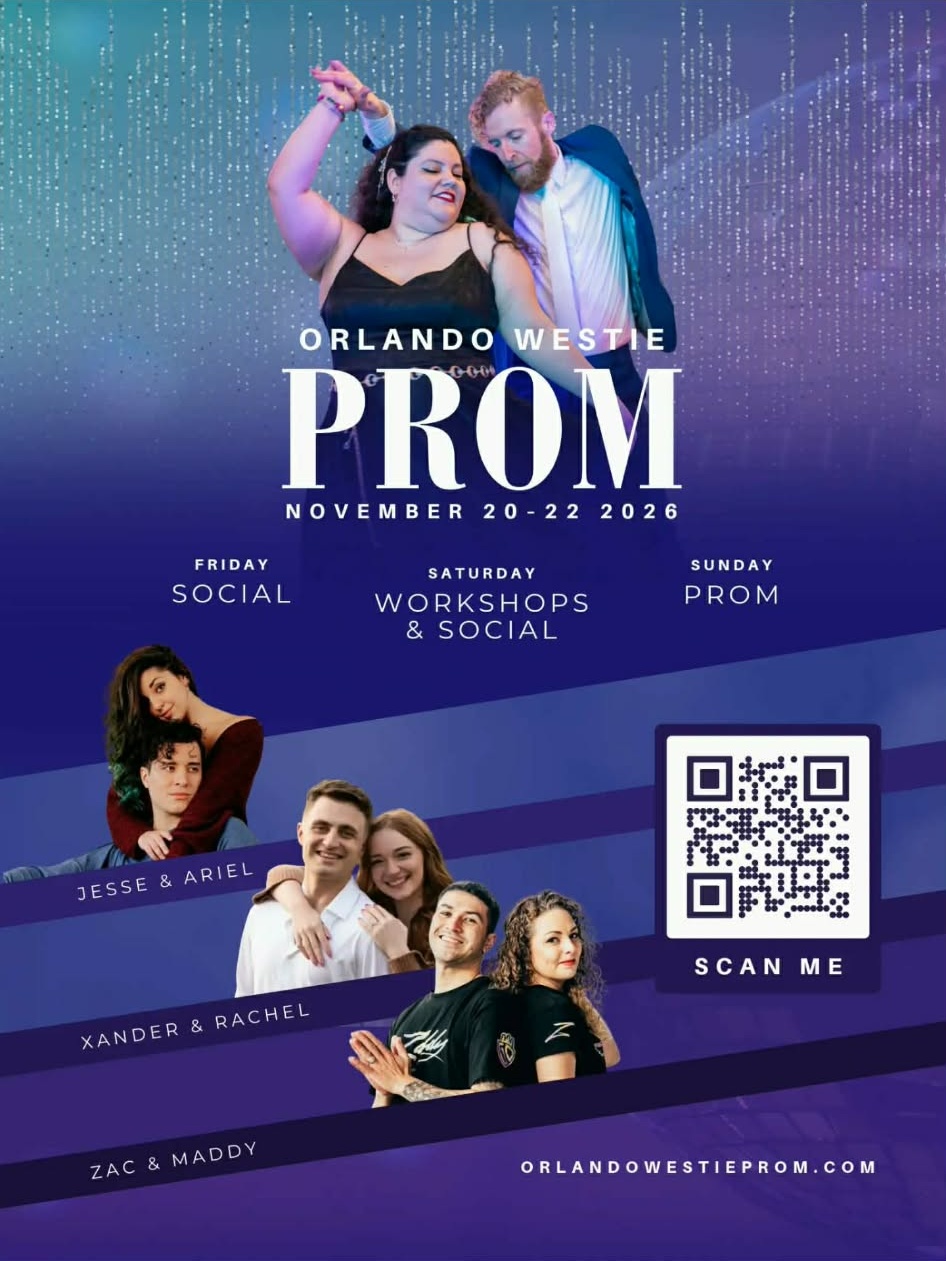 ORLANDO WESTIE
PROM
NOVEMBER 20-22 2026
FRIDAY
SOCIAL
SATURDAY
WORKSHOPS
& SOCIAL
SUNDAY
PROM
JESSE & ARIEL
XANDER & RACHEL
ZAC & MADDY
SCAN ME
ORLANDOWESTIEPROM.COM